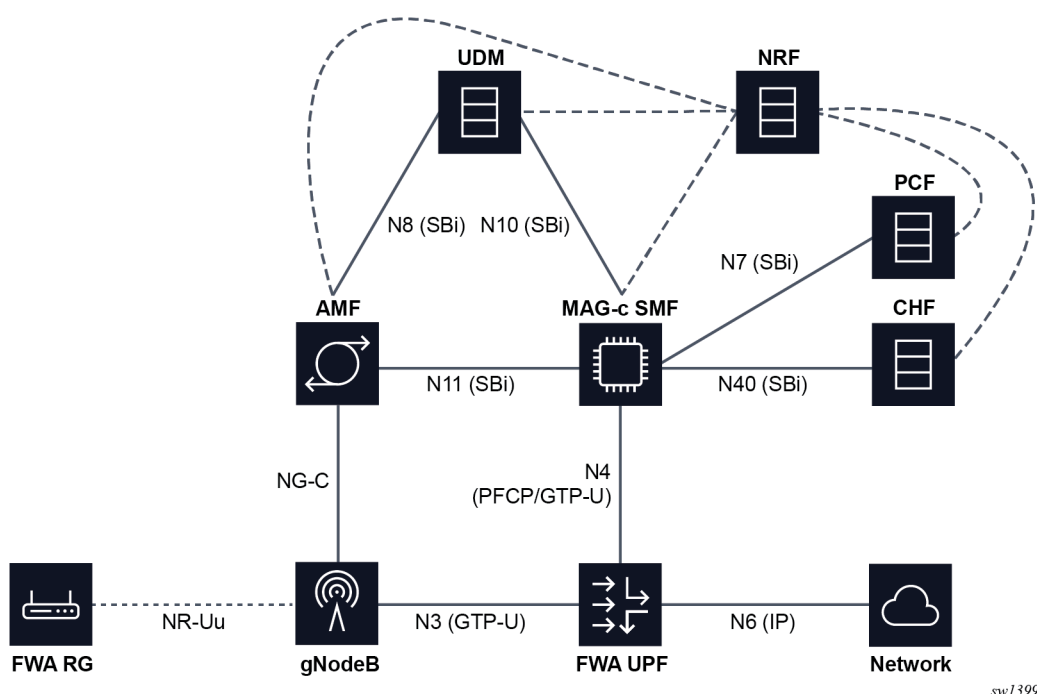 UDM
NRF
PCF
N8 (SBi)
N10 (SBi)
N7 (SBi)
AMF
MAG-c SMF
CHF
N11 (SBi)
N40 (SBi)
NG-C
N4
(PFCP/GTP-U)
NR-Uu
N3 (GTP-U)
N6 (IP)
FWA RG
gNodeB
FWA UPF
Network
sw1399